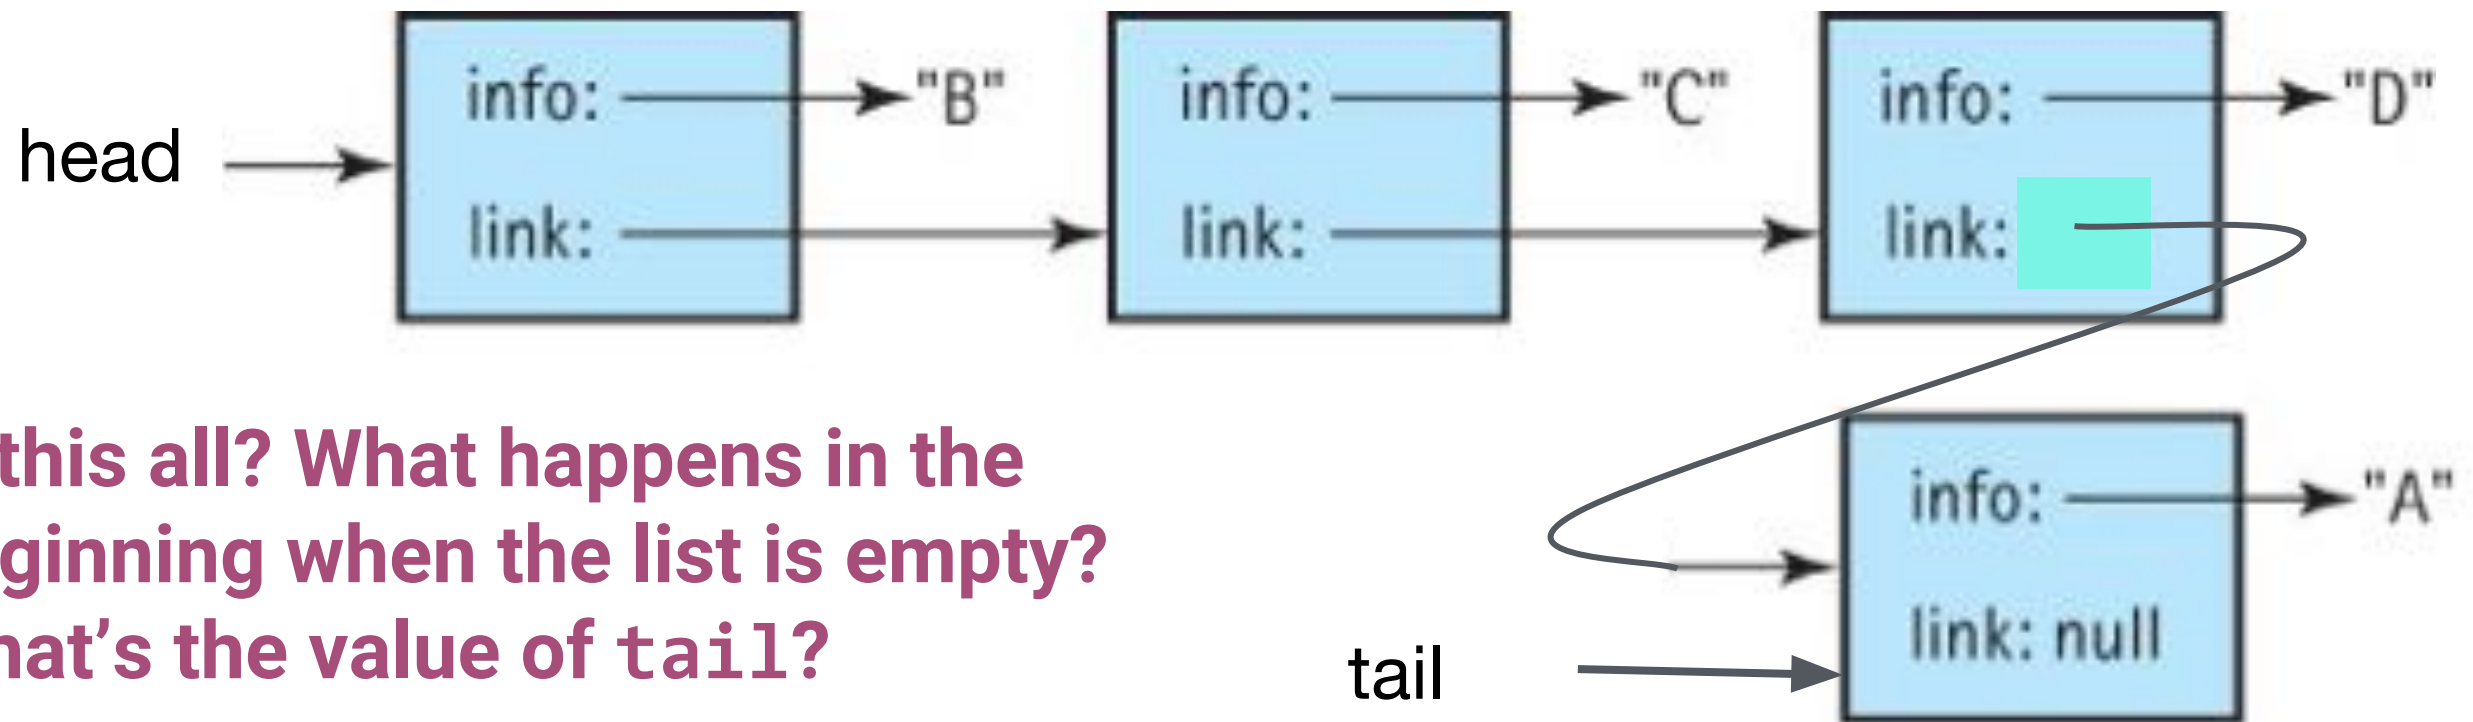 info: "B"
info: "C"
info: "D"
head
link:
link:
link:
this all? What happens in the
ginning when the list is empty?
hat's the value of tail?
info: "A"
link: null
tail